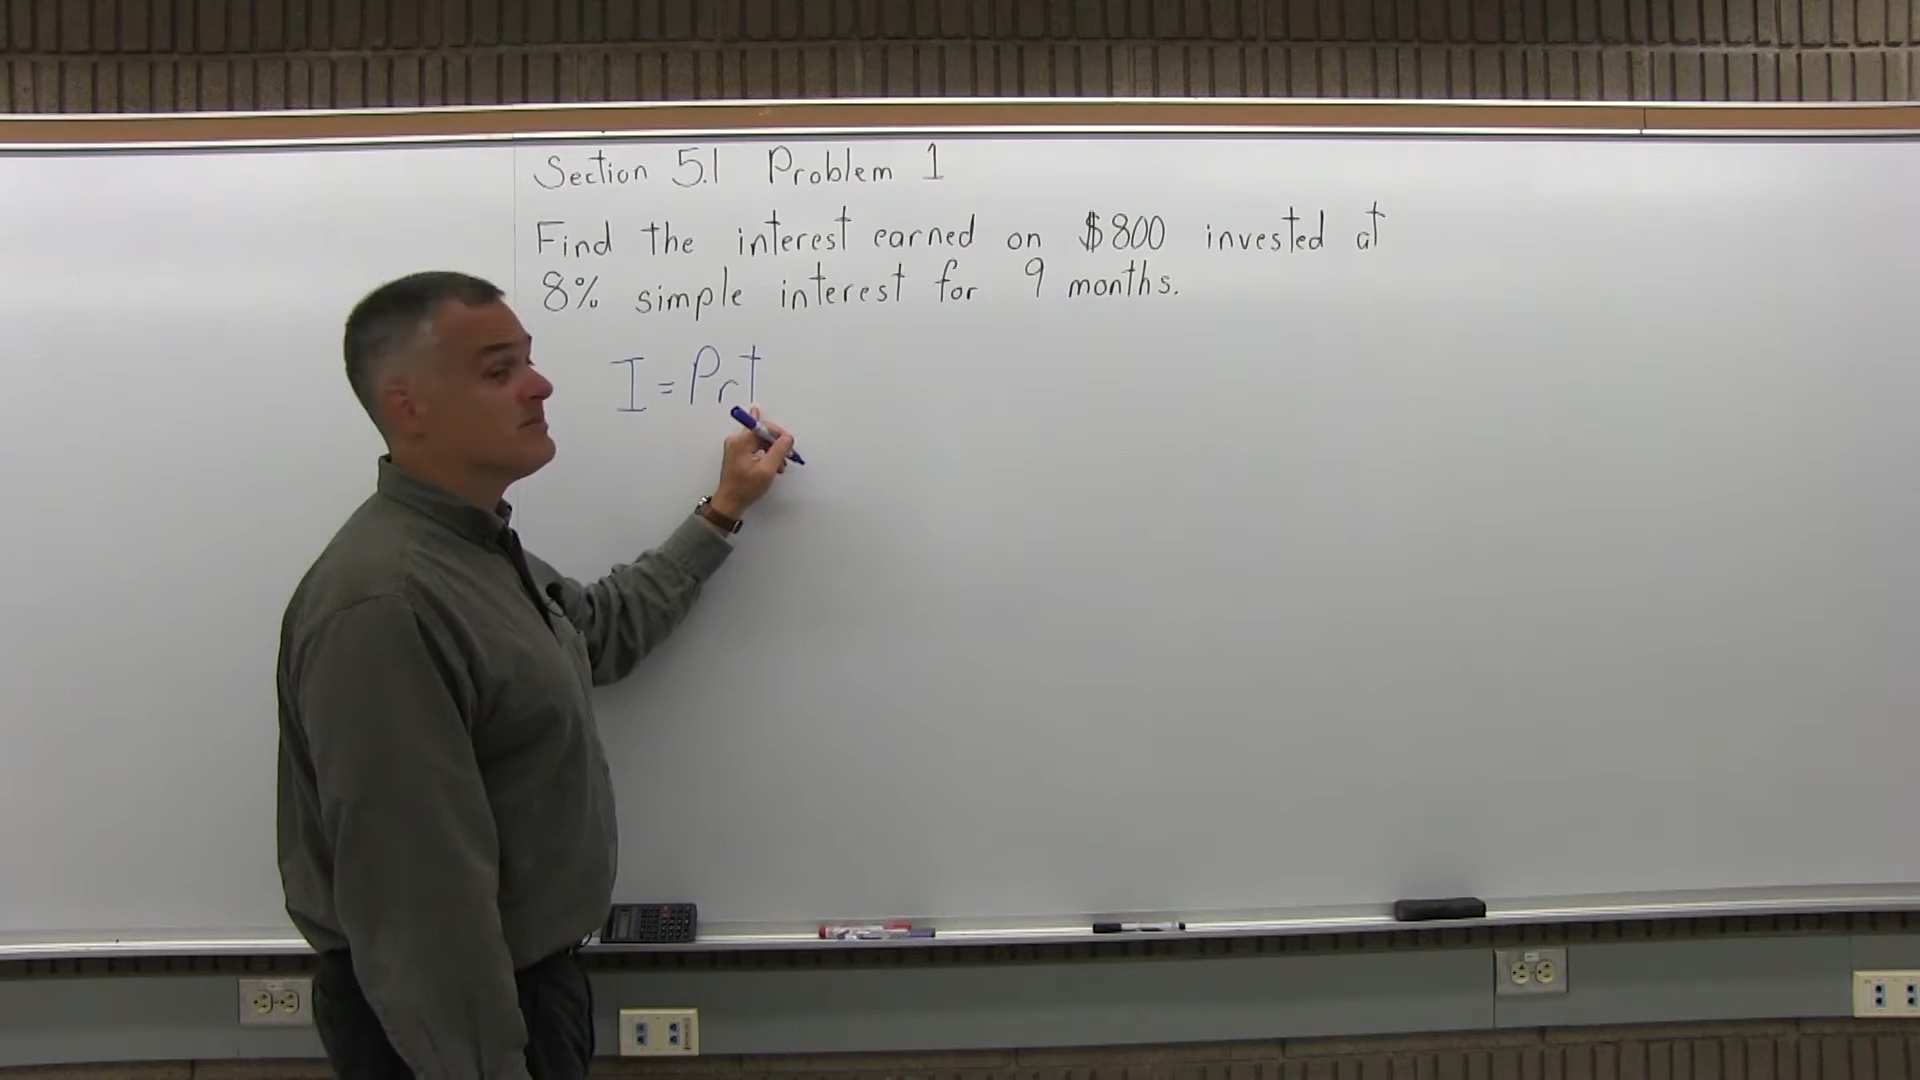 Section 5.1 Problem 1
Find the interest earned on $800 invested at
8% simple interest for 9 months.
I = Prt